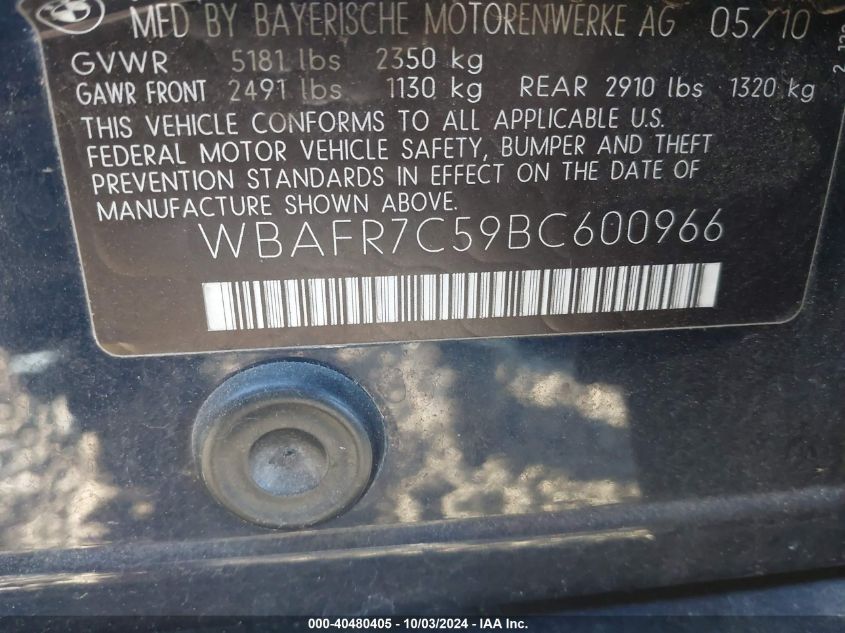 MFD BY BAYERISCHE MOTORENWERKE AG 05/10
GVWR 5181 lbs 2350 kg
GAWR FRONT 2491 lbs 1130 kg REAR 2910 lbs 1320 kg
THIS VEHICLE CONFORMS TO ALL APPLICABLE U.S.
FEDERAL MOTOR VEHICLE SAFETY, BUMPER AND THEFT
PREVENTION STANDARDS IN EFFECT ON THE DATE OF
MANUFACTURE SHOWN ABOVE.
WBAFR7C59BC600966
000-40480405 - 10/03/2024 - IAA Inc.